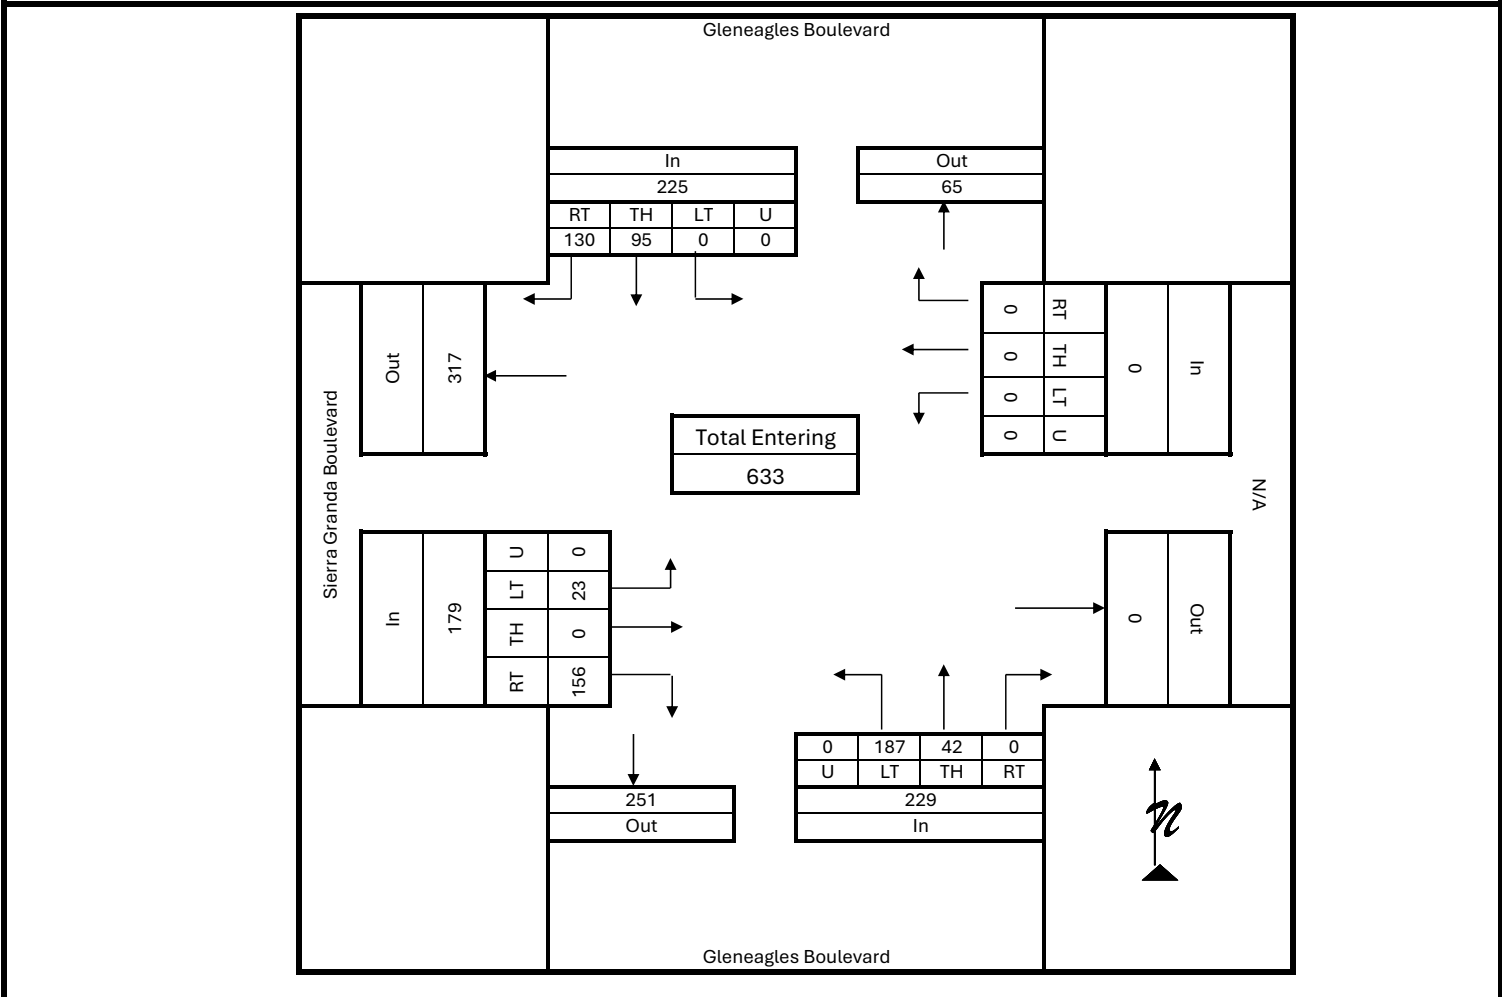 Gleneagles Boulevard
In
225
RT TH LT U
130 95 0 0
Out
65
Sierra Granda Boulevard
Out
317
0 RT
0 TH
0 LT
0 U
0
In
N/A
Total Entering
633
In
179
U 0
LT 23
TH 0
RT 156
0
Out
0 187 42 0
U LT TH RT
229
In
251
Out
N
Gleneagles Boulevard